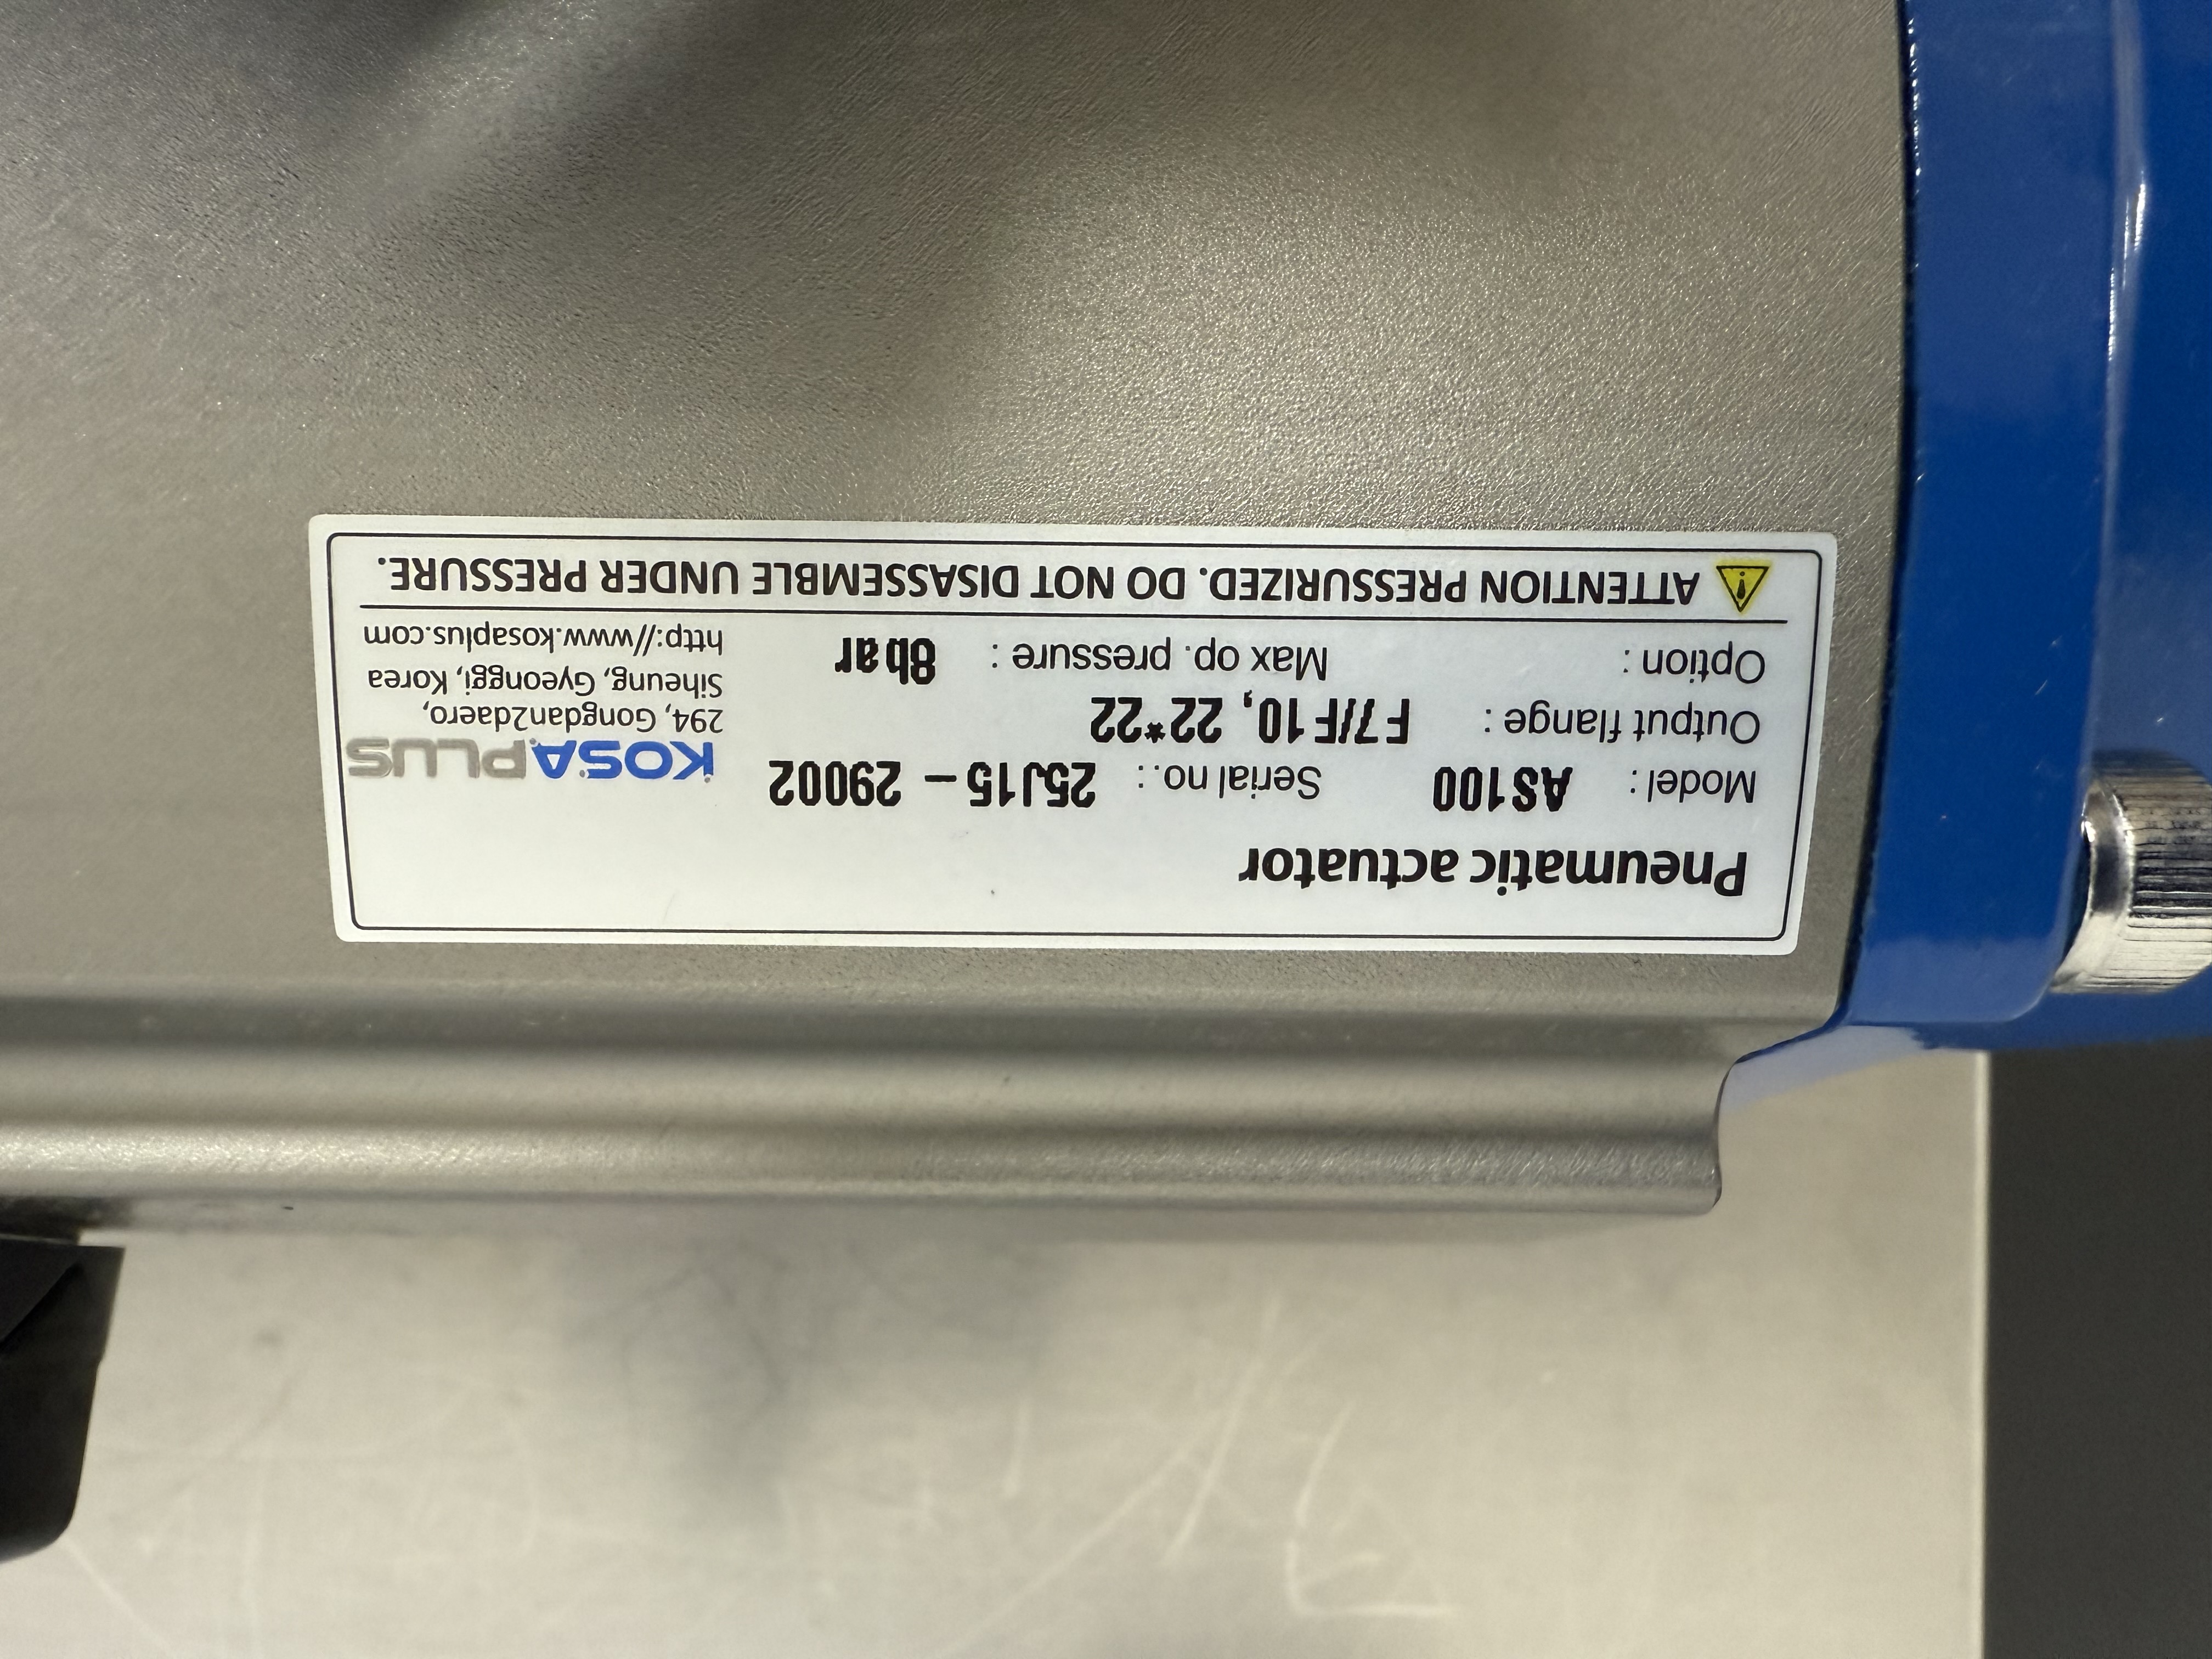 Pneumatic actuator
Model : AS100 Serial no. : 25J15 – 29002
KOSAPLUS
Output flange : F7/F10, 22*22
294, Gongdan2daero,
Siheung, Gyeonggi, Korea
Option : Max op. pressure : 8bar
http://www.kosaplus.com
ATTENTION PRESSURIZED. DO NOT DISASSEMBLE UNDER PRESSURE.